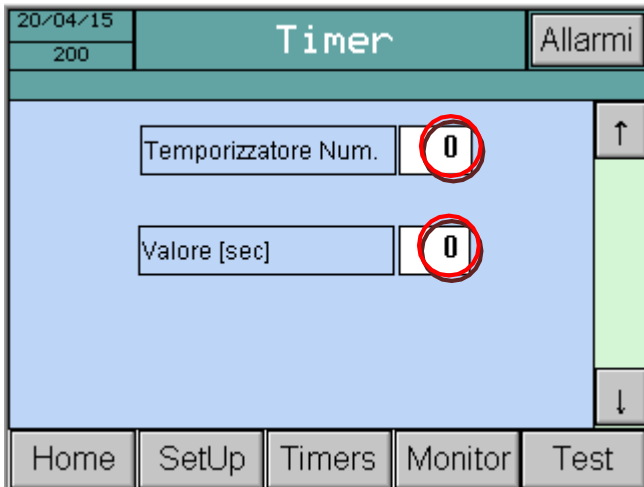 20/04/15
200
Timer
Allarmi
Temporizzatore Num.
0
Valore [sec]
0
↑
↓
Home
SetUp
Timers
Monitor
Test